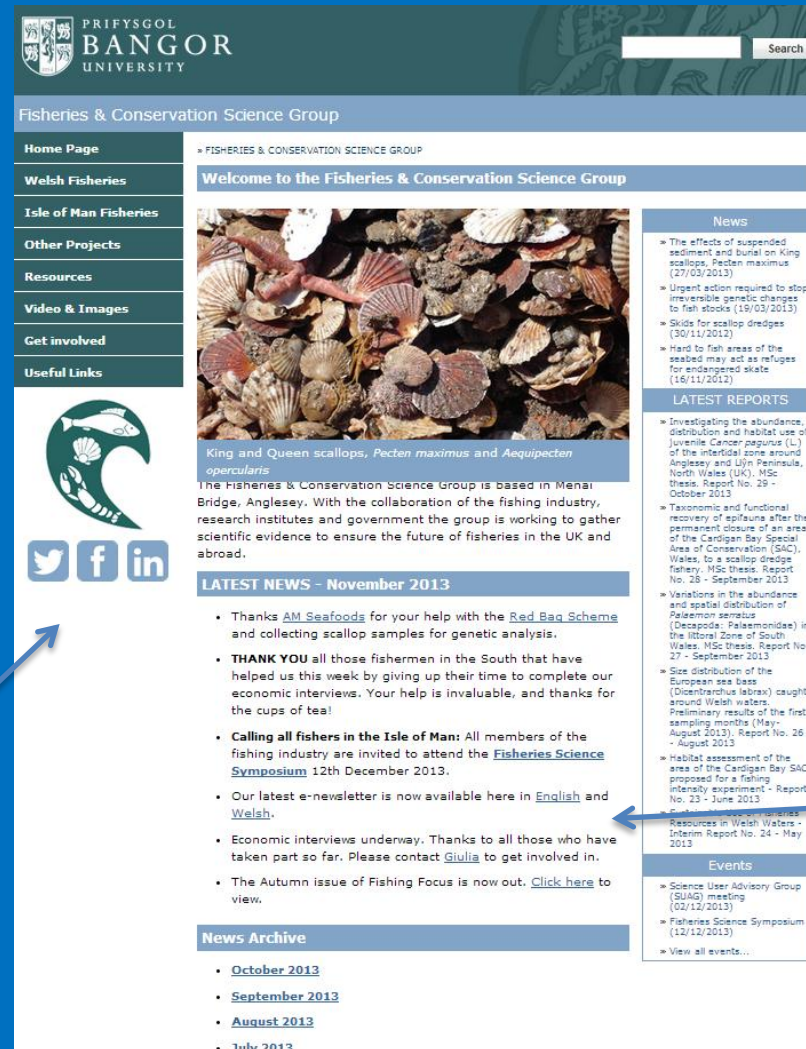 PRIFYSGOL
BANGOR
UNIVERSITY
Search
Fisheries & Conservation Science Group
Home Page
Welsh Fisheries
Isle of Man Fisheries
Other Projects
Resources
Video & Images
Get involved
Useful Links
» FISHERIES & CONSERVATION SCIENCE GROUP
Welcome to the Fisheries & Conservation Science Group
King and Queen scallops, Pecten maximus and Aequipecten
opercularis
The Fisheries & Conservation Science Group is based in Menai
Bridge, Anglesey. With the collaboration of the fishing industry,
research institutes and government the group is working to gather
scientific evidence to ensure the future of fisheries in the UK and
abroad.
LATEST NEWS - November 2013
• Thanks AM Seafoods for your help with the Red Bag Scheme
and collecting scallop samples for genetic analysis.
• THANK YOU all those fishermen in the South that have
helped us this week by giving up their time to complete our
economic interviews. Your help is invaluable, and thanks for
the cups of tea!
• Calling all fishers in the Isle of Man: All members of the
fishing industry are invited to attend the Fisheries Science
Symposium 12th December 2013.
• Our latest e-newsletter is now available here in English and
Welsh.
• Economic interviews underway. Thanks to all those who have
taken part so far. Please contact Giulia to get involved in.
• The Autumn issue of Fishing Focus is now out. Click here to
view.
News Archive
• October 2013
• September 2013
• August 2013
• July 2013
News
» The effects of suspended
sediment and burial on King
scallops, Pecten maximus
(27/03/2013)
» Urgent action required to stop
irreversible genetic changes
to fish stocks (19/03/2013)
» Skids for scallop dredges
(30/11/2012)
» Hard to fish areas of the
seabed may act as refuges
for endangered skate
(16/11/2012)
LATEST REPORTS
» Investigating the abundance,
distribution and habitat use of
juvenile Cancer pagurus (L.)
of the intertidal zone around
Anglesey and Llŷn Peninsula,
North Wales (UK). MSc
thesis. Report No. 29 -
October 2013
» Taxonomic and functional
recovery of epifauna after the
permanent closure of an area
of the Cardigan Bay Special
Area of Conservation (SAC),
Wales, to a scallop dredge
fishery. MSc thesis. Report
No. 28 - September 2013
» Variations in the abundance
and spatial distribution of
Palaemon serratus
(Decapoda: Palaemonidae) in
the littoral Zone of South
Wales. MSc thesis. Report No
27 - September 2013
» Size distribution of the
European sea bass
(Dicentrarchus labrax) caught
around Welsh waters.
Preliminary results of the first
sampling months (May-
August 2013). Report No. 26
- August 2013
» Habitat assessment of the
area of the Cardigan Bay SAC
proposed for a fishing
intensity experiment - Report
No. 23 - June 2013
Resources in Welsh Waters -
Interim Report No. 24 - May
2013
Events
» Science User Advisory Group
(SUAG) meeting
(02/12/2013)
» Fisheries Science Symposium
(12/12/2013)
» View all events...